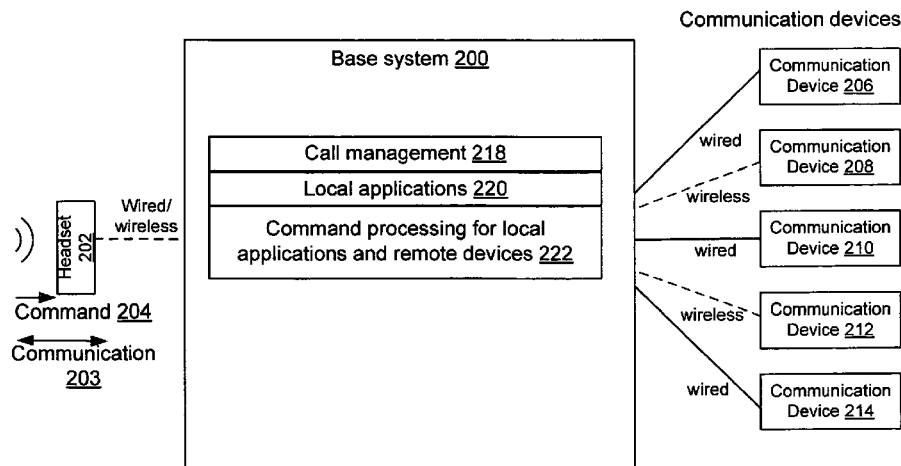 Communication devices
Base system 200
Call management 218
Local applications 220
Command processing for local
applications and remote devices 222
Wired/
wireless
Headset
202
Command 204
Communication
203
wired
wireless
wired
wireless
wired
Communication
Device 206
Communication
Device 208
Communication
Device 210
Communication
Device 212
Communication
Device 214